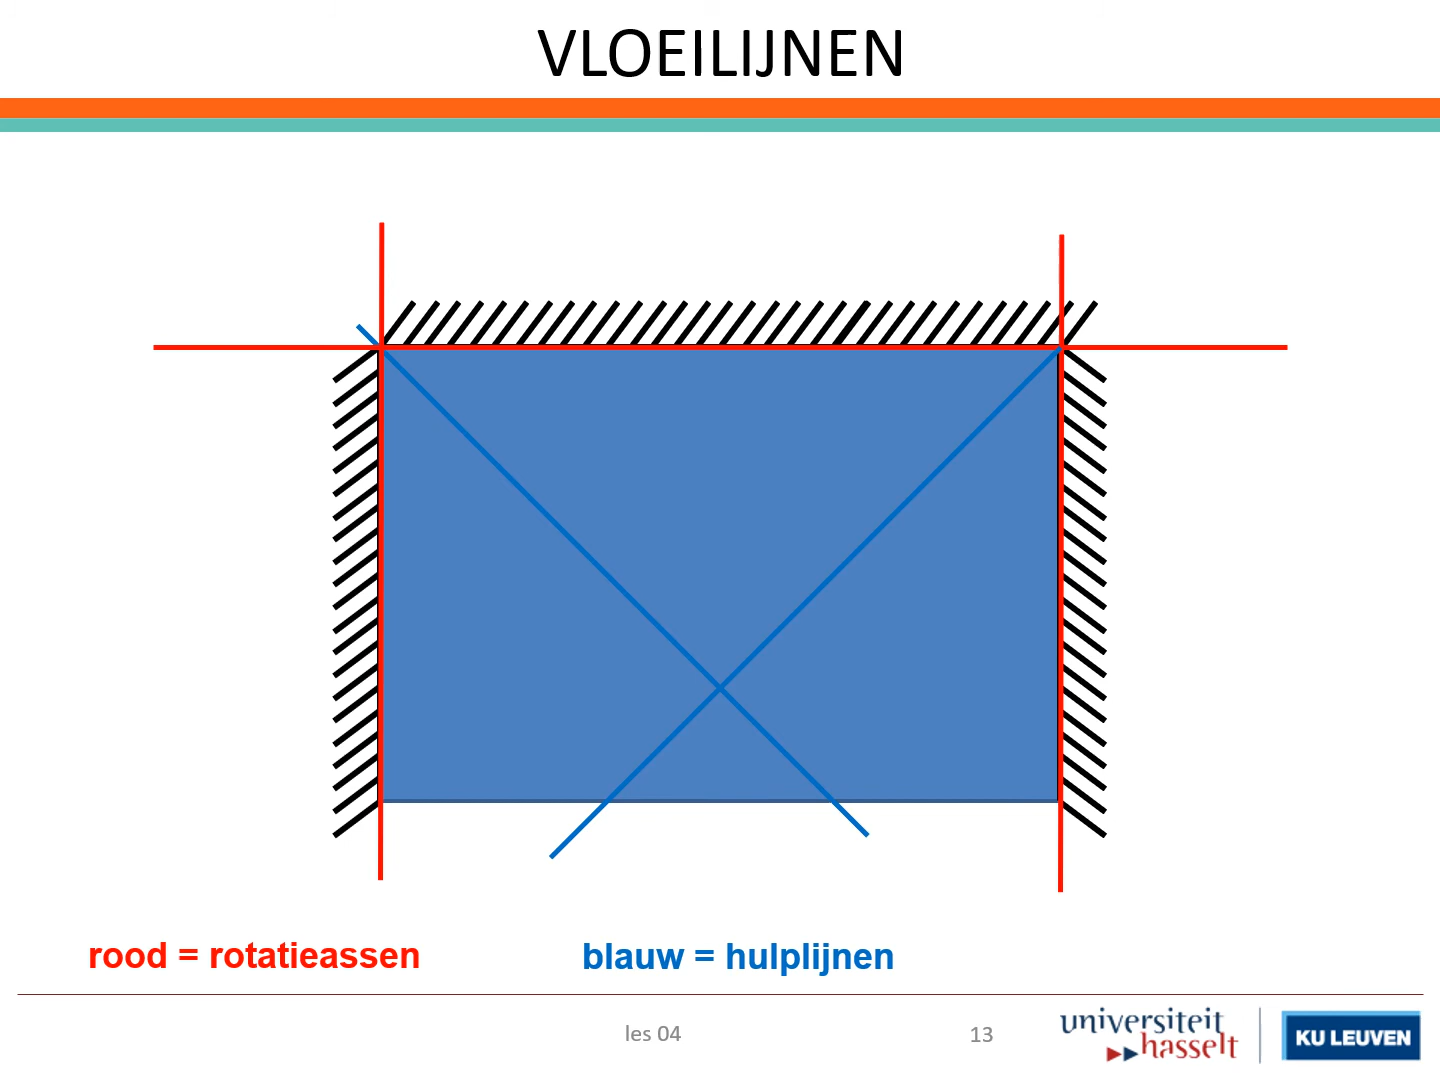 VLOEILIJNEN
rood = rotatieassen
blauw = hulplijnen
les 04
13
universiteit
hasselt
KU LEUVEN